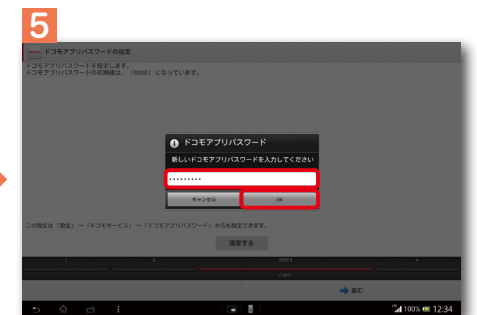 5
ドコモアプリパスワードの設定
ドコモアプリパスワードを設定します。
ドコモアプリパスワードの初期値は、「0000」になっています。
ドコモアプリパスワード
新しいドコモアプリパスワードを入力してください
•••••••••
キャンセル
OK
この設定は「設定」→「ドコモサービス」→「ドコモアプリパスワード」からも設定できます。
設定する
1 2 STEP3 4
進む
100% 12:34